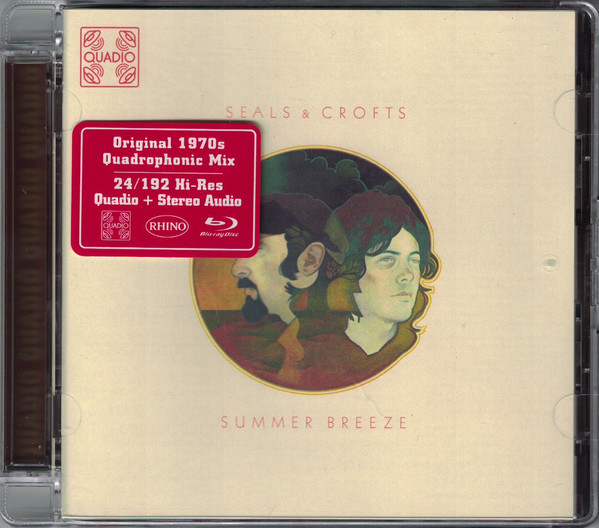 QUADIO
SEALS & CROFTS
Original 1970s
Quadrophonic Mix
24/192 Hi-Res
Quadio + Stereo Audio
QUADIO
RHINO
Blu-ray Disc
SUMMER BREEZE